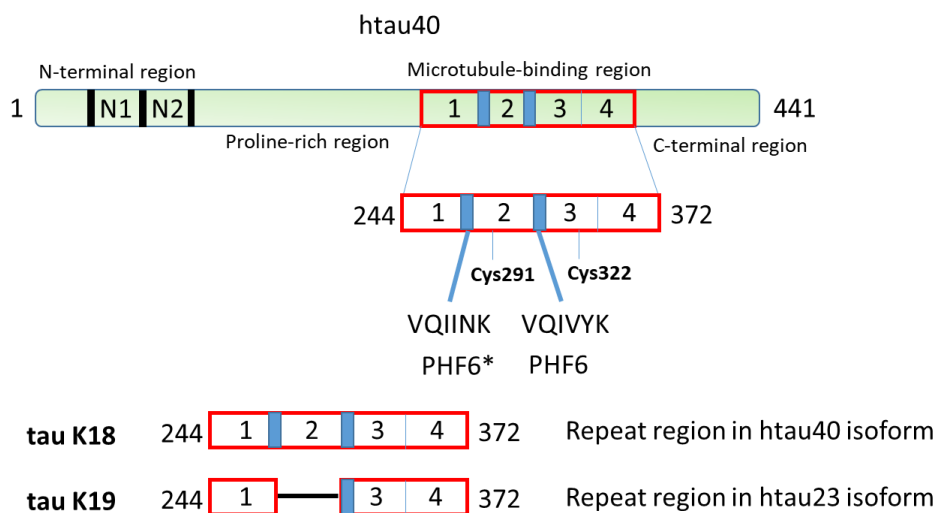 htau40
N-terminal region
Microtubule-binding region
1 N1 N2 1 2 3 4 441
Proline-rich region
C-terminal region
244 1 2 3 4 372
Cys291 Cys322
VQIINK VQIVYK
PHF6* PHF6
tau K18 244 1 2 3 4 372 Repeat region in htau40 isoform
tau K19 244 1 3 4 372 Repeat region in htau23 isoform